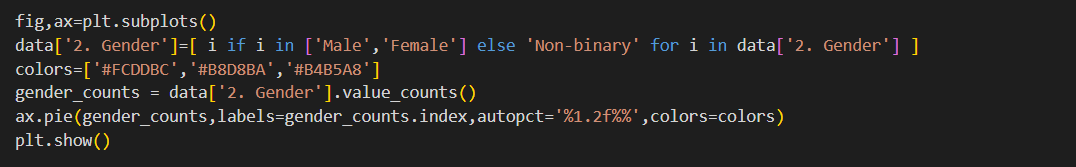 fig,ax=plt.subplots()
data['2. Gender']=[ i if i in ['Male','Female'] else 'Non-binary' for i in data['2. Gender'] ]
colors=['#FCDDBC','#B8D8BA','#B4B5A8']
gender_counts = data['2. Gender'].value_counts()
ax.pie(gender_counts,labels=gender_counts.index,autopct='%1.2f%%',colors=colors)
plt.show()